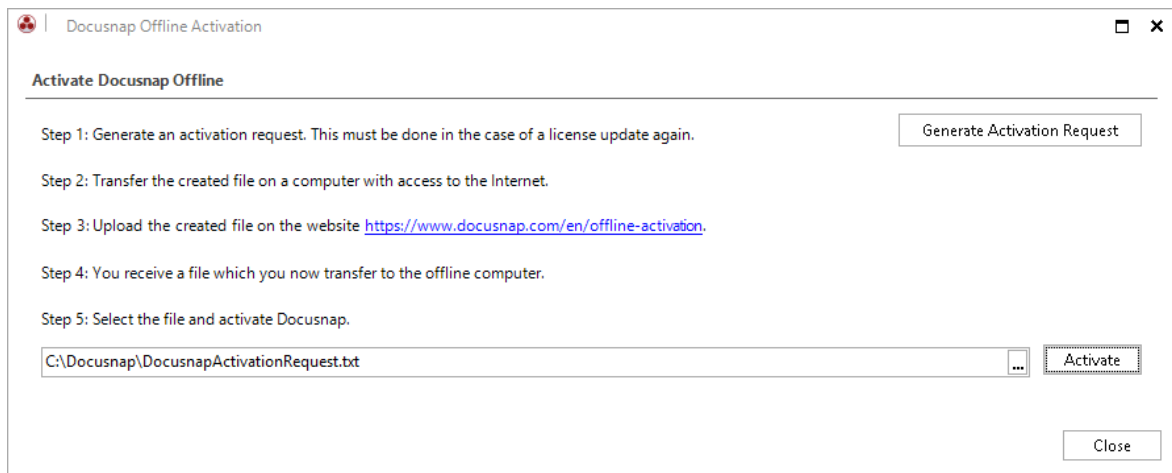 Docusnap Offline Activation
Activate Docusnap Offline
Step 1: Generate an activation request. This must be done in the case of a license update again.
Generate Activation Request
Step 2: Transfer the created file on a computer with access to the Internet.
Step 3: Upload the created file on the website https://www.docusnap.com/en/offline-activation.
Step 4: You receive a file which you now transfer to the offline computer.
Step 5: Select the file and activate Docusnap.
C:\Docusnap\DocusnapActivationRequest.txt
...
Activate
Close